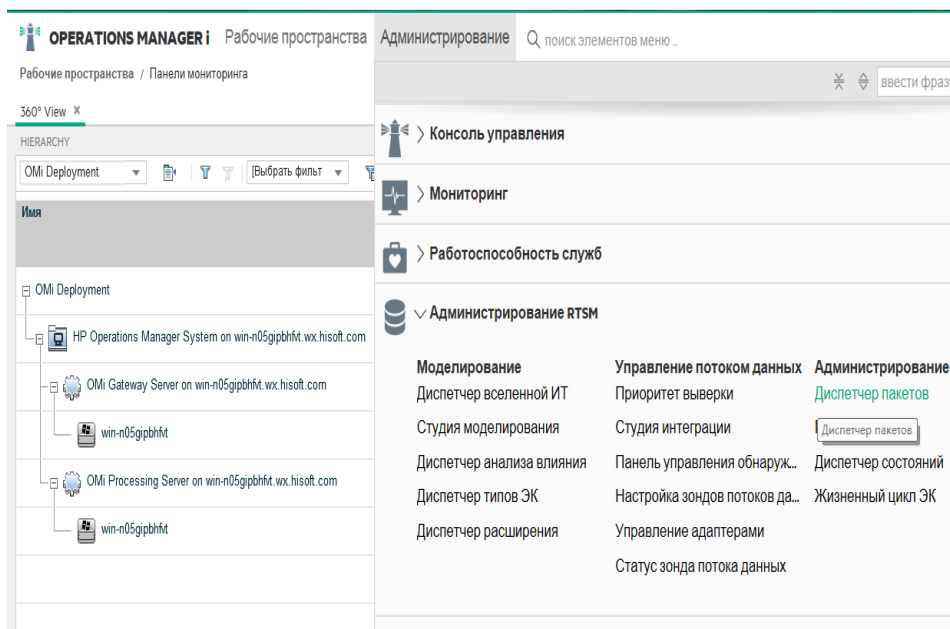 OPERATIONS MANAGER i Рабочие пространства Администрирование поиск элементов меню ..
Рабочие пространства / Панели мониторинга
ввести фраз
360° View ×
HIERARCHY
OMi Deployment
[Выбрать фильт
Имя
OMi Deployment
HP Operations Manager System on win-n05gipbhfvt.wx.hisoft.com
OMi Gateway Server on win-n05gipbhfvt.wx.hisoft.com
win-n05gipbhfvt
OMi Processing Server on win-n05gipbhfvt.wx.hisoft.com
win-n05gipbhfvt
Консоль управления
Мониторинг
Работоспособность служб
Администрирование RTSM
Моделирование
Диспетчер вселенной ИТ
Студия моделирования
Диспетчер анализа влияния
Диспетчер типов ЭК
Диспетчер расширения
Управление потоком данных
Приоритет выверки
Студия интеграции
Панель управления обнаруж...
Настройка зондов потоков да...
Управление адаптерами
Статус зонда потока данных
Администрирование
Диспетчер пакетов
Диспетчер пакетов
Диспетчер состояний
Жизненный цикл ЭК